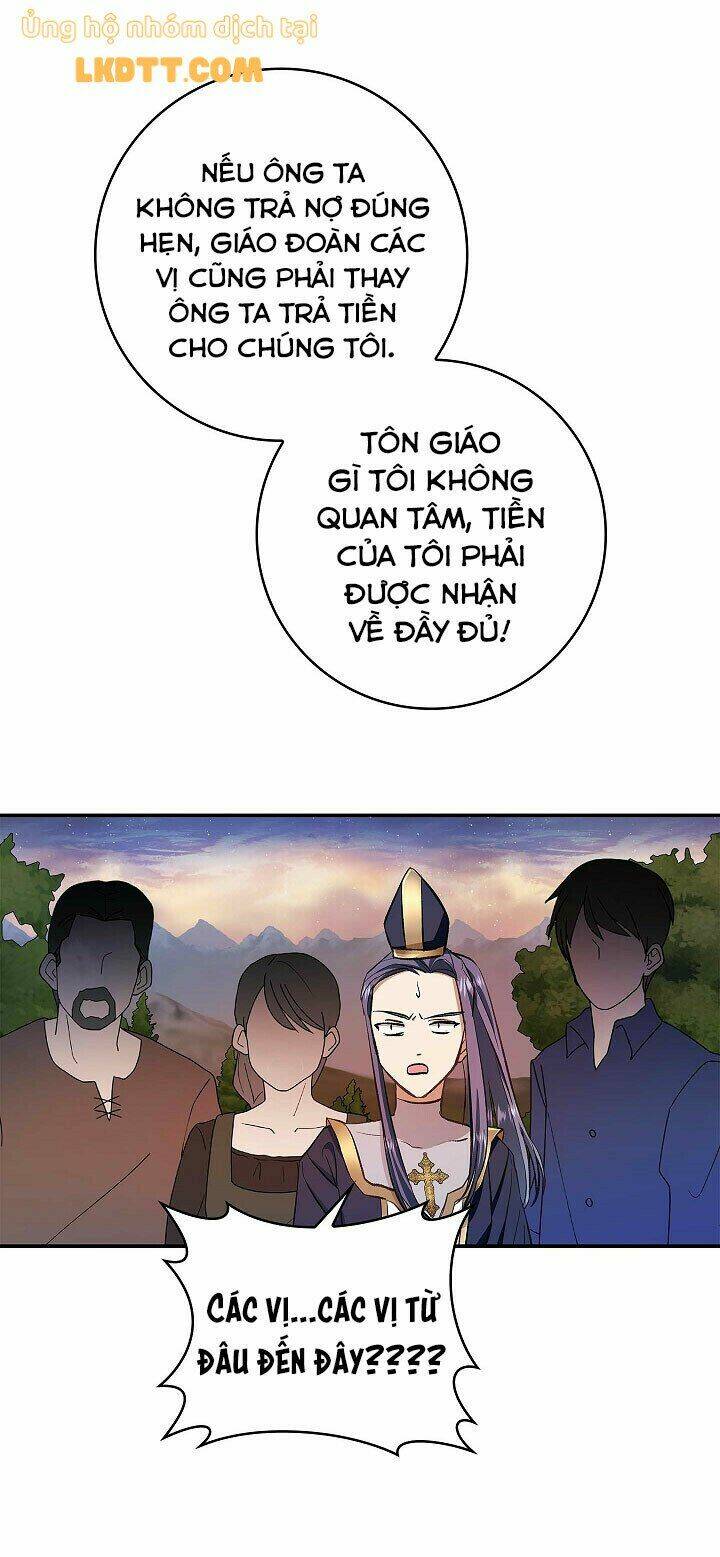 Ủng hộ nhóm dịch tại
LKDTT.COM
NẾU ÔNG TA
KHÔNG TRẢ NỢ ĐÚNG
HẸN, GIÁO ĐOÀN CÁC
VỊ CŨNG PHẢI THAY
ÔNG TA TRẢ TIỀN
CHO CHÚNG TÔI.
TÔN GIÁO
GÌ TÔI KHÔNG
QUAN TÂM, TIỀN
CỦA TÔI PHẢI
ĐƯỢC NHẬN
VỀ ĐẦY ĐỦ!
CÁC VỊ...CÁC VỊ TỪ
ĐÂU ĐẾN ĐÂY????